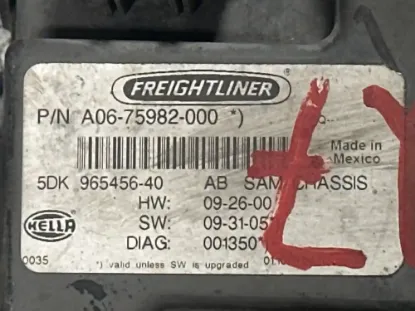 FREIGHTLINER ®
P/N A06-75982-000 *)
Made in
Mexico
5DK 965456-40 AB SAM CHASSIS
HW: 09-26-00
HELLA SW: 09-31-05
DIAG: 001350
0035 *) valid unless SW is upgraded